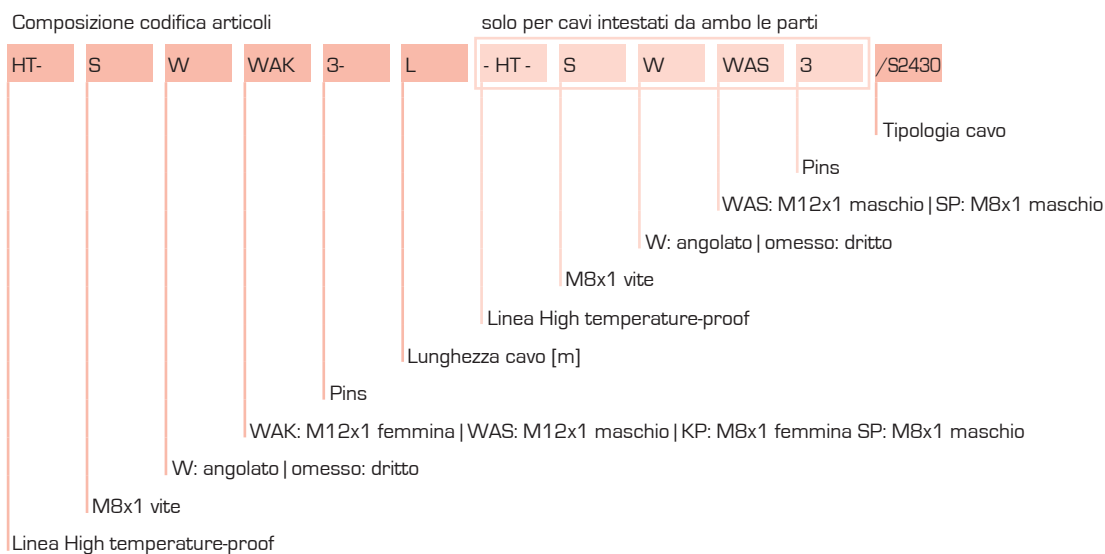 Composizione codifica articoli solo per cavi intestati da ambo le parti
HT- S W WAK 3- L - HT - S W WAS 3 /S2430
Tipologia cavo
Pins
WAS: M12x1 maschio | SP: M8x1 maschio
W: angolato | omesso: dritto
M8x1 vite
Linea High temperature-proof
Lunghezza cavo [m]
Pins
WAK: M12x1 femmina | WAS: M12x1 maschio | KP: M8x1 femmina SP: M8x1 maschio
W: angolato | omesso: dritto
M8x1 vite
Linea High temperature-proof